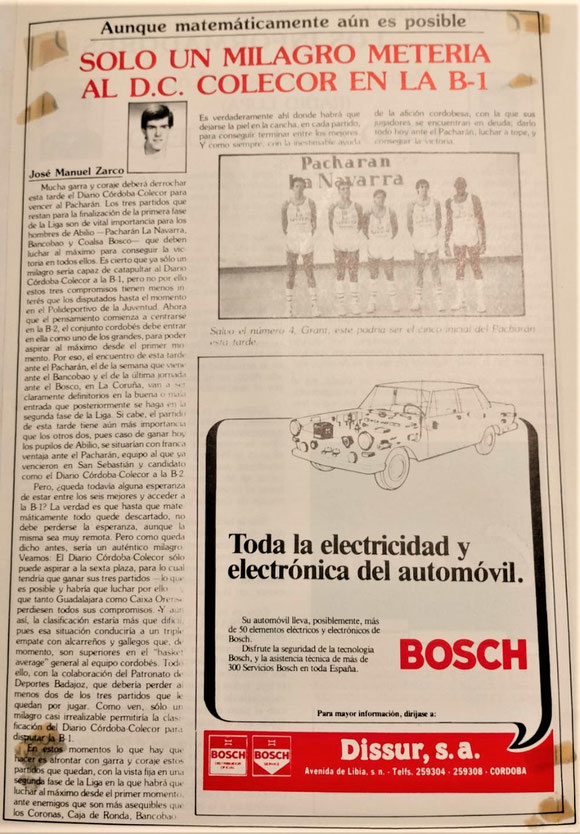 Aunque matemáticamente aún es posible
SOLO UN MILAGRO METERIA
AL D.C. COLECOR EN LA B-1
José Manuel Zarco
Mucha garra y coraje deberá derrochar
esta tarde el Diario Córdoba-Colecor para
vencer al Pacharán. Los tres partidos que
restan para la finalización de la primera fase
de la Liga son de vital importancia para los
hombres de Abilio —Pacharán La Navarra,
Bancobao y Coalsa Bosco— que deben
luchar al máximo para conseguir la vic-
toria en todos ellos. Es cierto que ya sólo un
milagro sería capaz de catapultar al Diario
Córdoba-Colecor a la B-1, pero no por ello
estos tres compromisos tienen menos in-
terés que los disputados hasta el momento
en el Polideportivo de la Juventud. Ahora
que el pensamiento comienza a centrarse
en la B-2, el conjunto cordobés debe entrar
en ella como uno de los grandes, para poder
aspirar al máximo desde el primer mo-
mento. Por eso, el encuentro de esta tarde
ante el Pacharán, el de la semana que viene
ante el Bancobao y el de la última jornada
ante el Bosco, en La Coruña, van a ser
claramente definitorios en la buena o mala
entrada que posteriormente se haga en la
segunda fase de la Liga. Si cabe, el partido
de esta tarde tiene aún más importancia
que los otros dos, pues caso de ganar hoy
los pupilos de Abilio, se situarían con franca
ventaja ante el Pacharán, equipo al que ya
vencieron en San Sebastián y candidato
como el Diario Córdoba-Colecor a la B-2.
Pero, ¿queda todavía alguna esperanza
de estar entre los seis mejores y acceder a
la B-1? La verdad es que hasta que mate-
máticamente todo quede descartado, no
debe perderse la esperanza, aunque la
misma sea muy remota. Pero como queda
dicho antes, sería un auténtico milagro.
Veamos. El Diario Córdoba-Colecor sólo
puede aspirar a la sexta plaza, para lo cual
tendría que ganar sus tres partidos —lo que
es posible y habría que luchar por ello—
que tanto Guadalajara como Caixa Orense
perdiesen todos sus compromisos. Y aun
así, la clasificación estaría más que difícil,
pues esa situación conduciría a un triple
empate con alcarreños y gallegos que, de
momento, son superiores en el "basket
average" general al equipo cordobés. Todo
ello, con la colaboración del Patronato de
Deportes Badajoz, que debería perder al
menos dos de los tres partidos que le
quedan por jugar. Como ven, sólo un
milagro casi irrealizable permitiría la clasi-
ficación del Diario Córdoba-Colecor para
disputar la B-1.
En estos momentos lo que hay que
hacer es afrontar con garra y coraje estos
partidos que quedan, con la vista fija en una
segunda fase de la Liga en la que habrá que
luchar al máximo desde el primer momento,
ante enemigos que son más asequibles que
los Coronas, Caja de Ronda, Bancobao
Es verdaderamente ahí donde habrá que
dejarse la piel en la cancha, en cada partido,
para conseguir terminar entre los mejores.
Y como siempre, con la inestimable ayuda
de la afición cordobesa, con la que sus
jugadores se encuentran en deuda; darlo
todo hoy ante el Pacharán, luchar a tope, y
conseguir la victoria.
Pacharan
La Navarra
Salvo el número 4, Grant, este podría ser el cinco inicial del Pacharán
esta tarde.
Toda la electricidad y
electrónica del automóvil.
Su automóvil lleva, posiblemente, más
de 50 elementos eléctricos y electrónicos de
Bosch.
Disfrute la seguridad de la tecnología
Bosch, y la asistencia técnica de más de
300 Servicios Bosch en toda España.
BOSCH
Para mayor información, diríjase a:
BOSCH
BOSCH
SERVICE
Dissur, s.a.
Avenida de Libia, s. n. - Telfs. 259304 - 259308 - CORDOBA